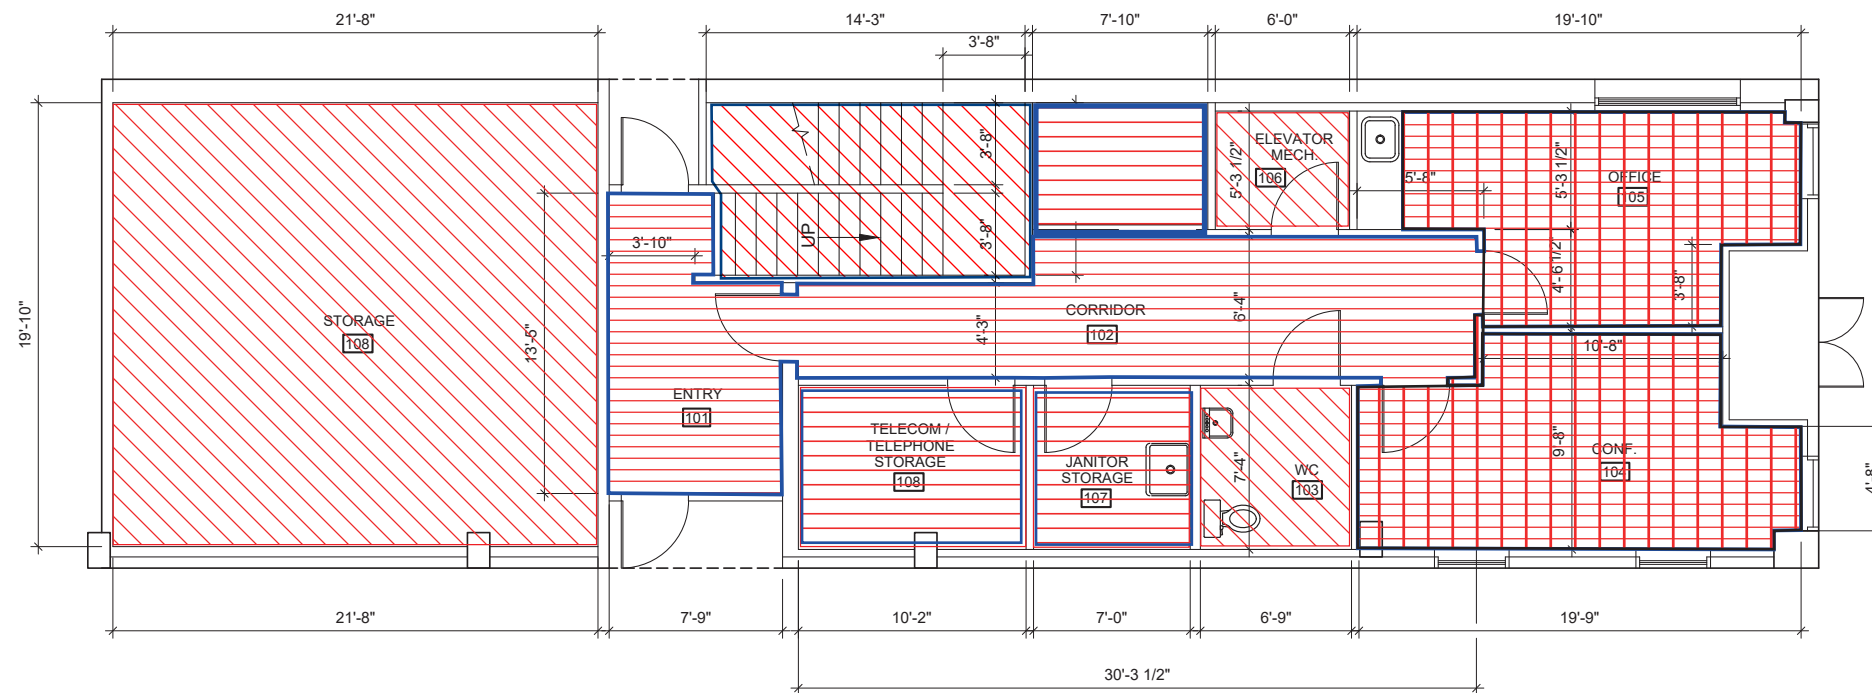 21'-8"
14'-3"
7'-10"
6'-0"
19'-10"
3'-8"
3'-8"
5'-3 1/2"
ELEVATOR
MECH.
106
5'-8"
5'-3 1/2"
OFFICE
105
UP
3'-8"
3'-10"
4'-6 1/2"
3'-8"
19'-10"
STORAGE
108
13'-5"
4'-3"
CORRIDOR
102
6'-4"
10'-8"
ENTRY
101
TELECOM /
TELEPHONE
STORAGE
108
JANITOR
STORAGE
107
7'-4"
WC
103
9'-8"
CONF.
104
4'-8"
21'-8"
7'-9"
10'-2"
7'-0"
6'-9"
19'-9"
30'-3 1/2"